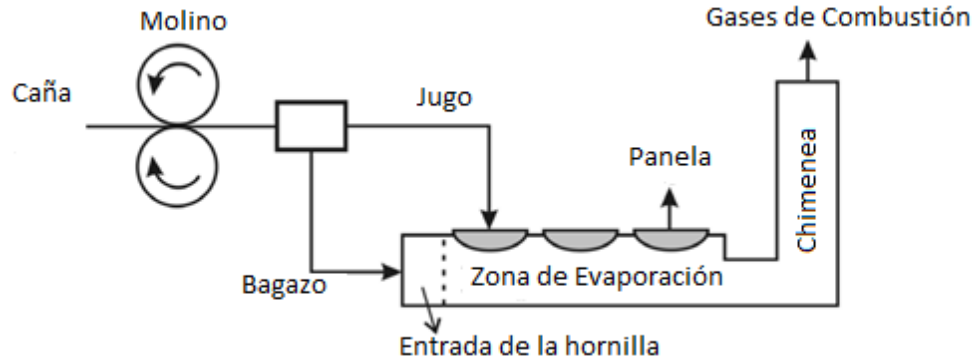 Gases de Combustión
Molino
Caña
Jugo
Panela
Chimenea
Zona de Evaporación
Bagazo
Entrada de la hornilla